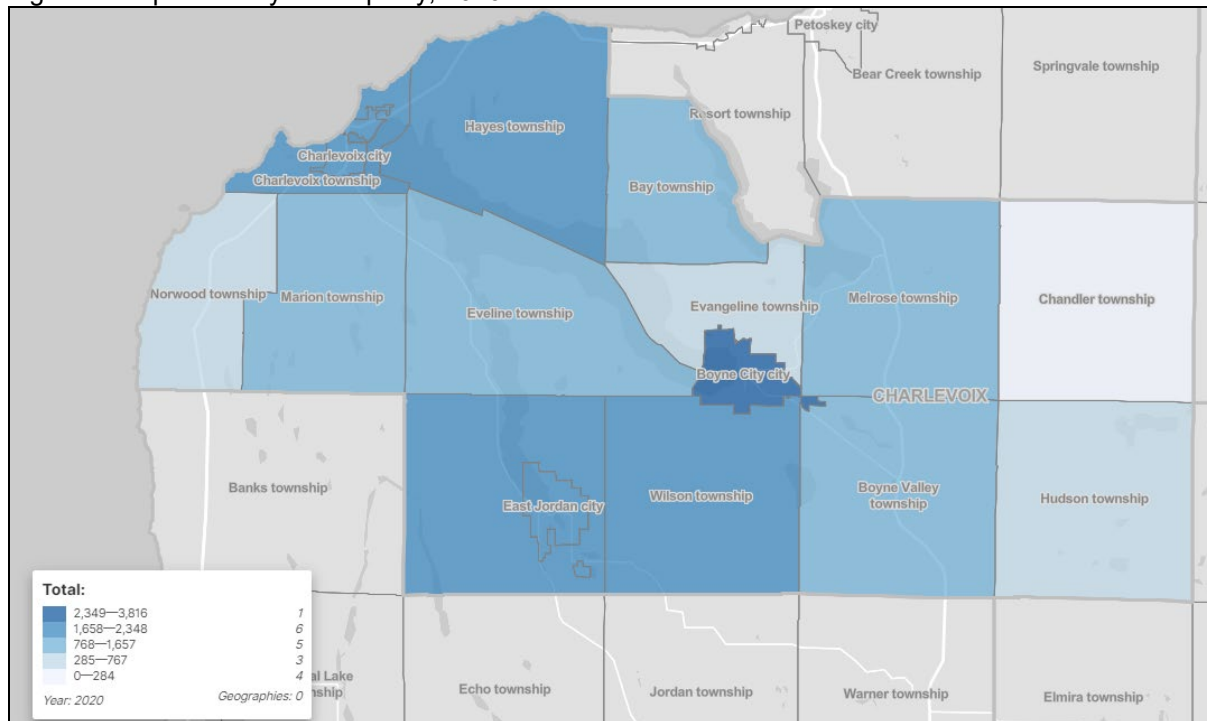 Petoskey city
Bear Creek township
Springvale township
Resort township
Hayes township
Charlevoix city
Charlevoix township
Bay township
Norwood township
Marion township
Eveline township
Evangeline township
Melrose township
Chandler township
Boyne City city
CHARLEVOIX
Banks township
East Jordan city
Wilson township
Boyne Valley
township
Hudson township
Echo township
Jordan township
Warner township
Elmira township
Total:
2,349—3,816 1
1,658—2,348 6
768—1,657 5
285—767 3
0—284 4
Year: 2020 Geographies: 0